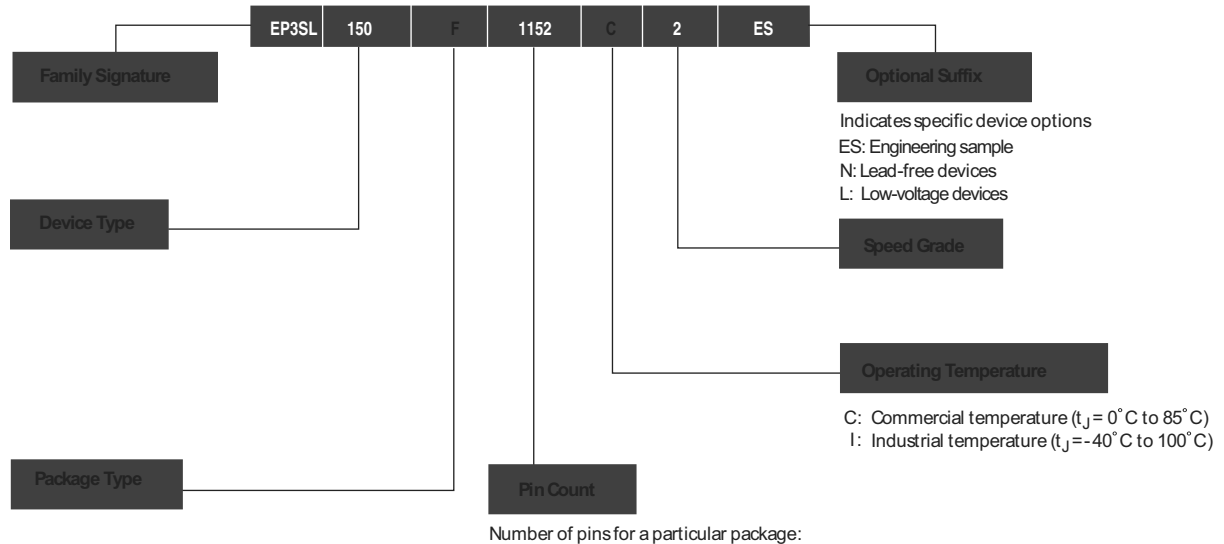 EP3SL 150 F 1152 C 2 ES
Family Signature
Optional Suffix
Indicates specific device options
ES: Engineering sample
N: Lead-free devices
L: Low-voltage devices
Device Type
Speed Grade
Operating Temperature
C: Commercial temperature (tJ = 0°C to 85°C)
I: Industrial temperature (tJ = -40°C to 100°C)
Package Type
Pin Count
Number of pins for a particular package: